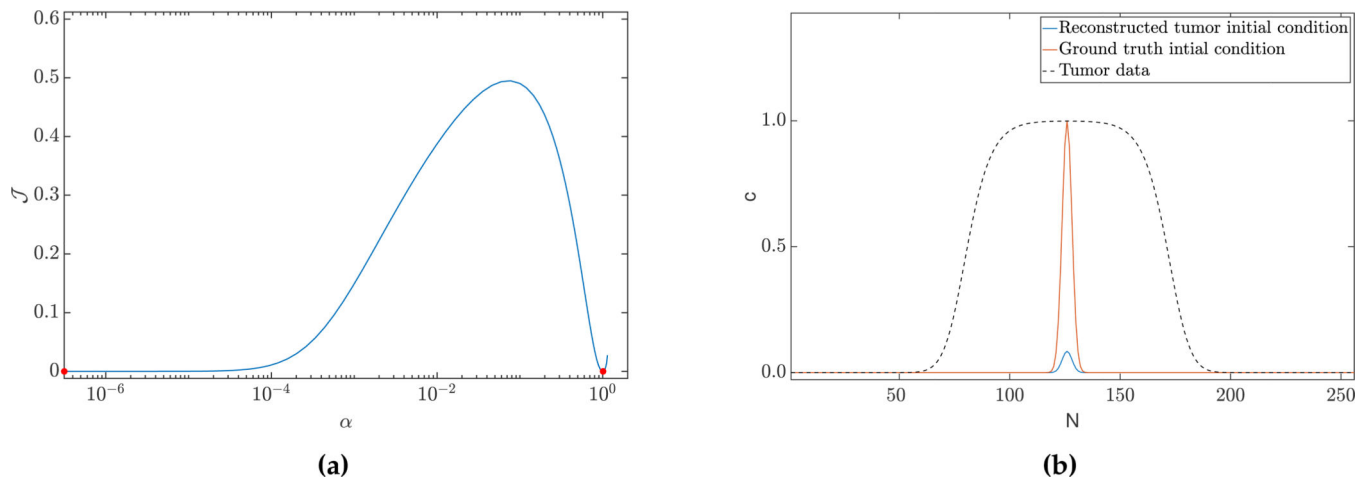 0.6
0.5
0.4
0.3
0.2
0.1
0
𝒥
10⁻⁶
10⁻⁴
10⁻²
10⁰
α
(a)
Reconstructed tumor initial condition
Ground truth intial condition
Tumor data
1.0
0.5
0.0
c
50
100
150
200
250
N
(b)